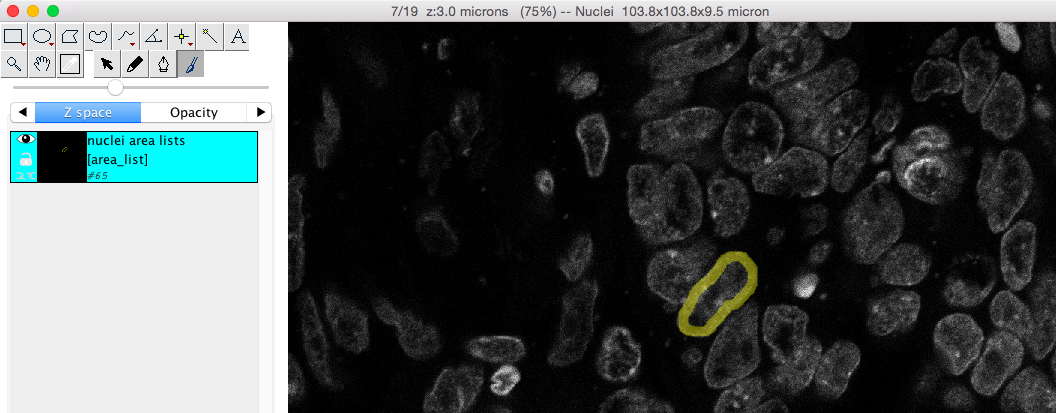 7/19 z:3.0 microns (75%) -- Nuclei 103.8x103.8x9.5 micron
A
Z space Opacity
nuclei area lists
[area_list]
#65